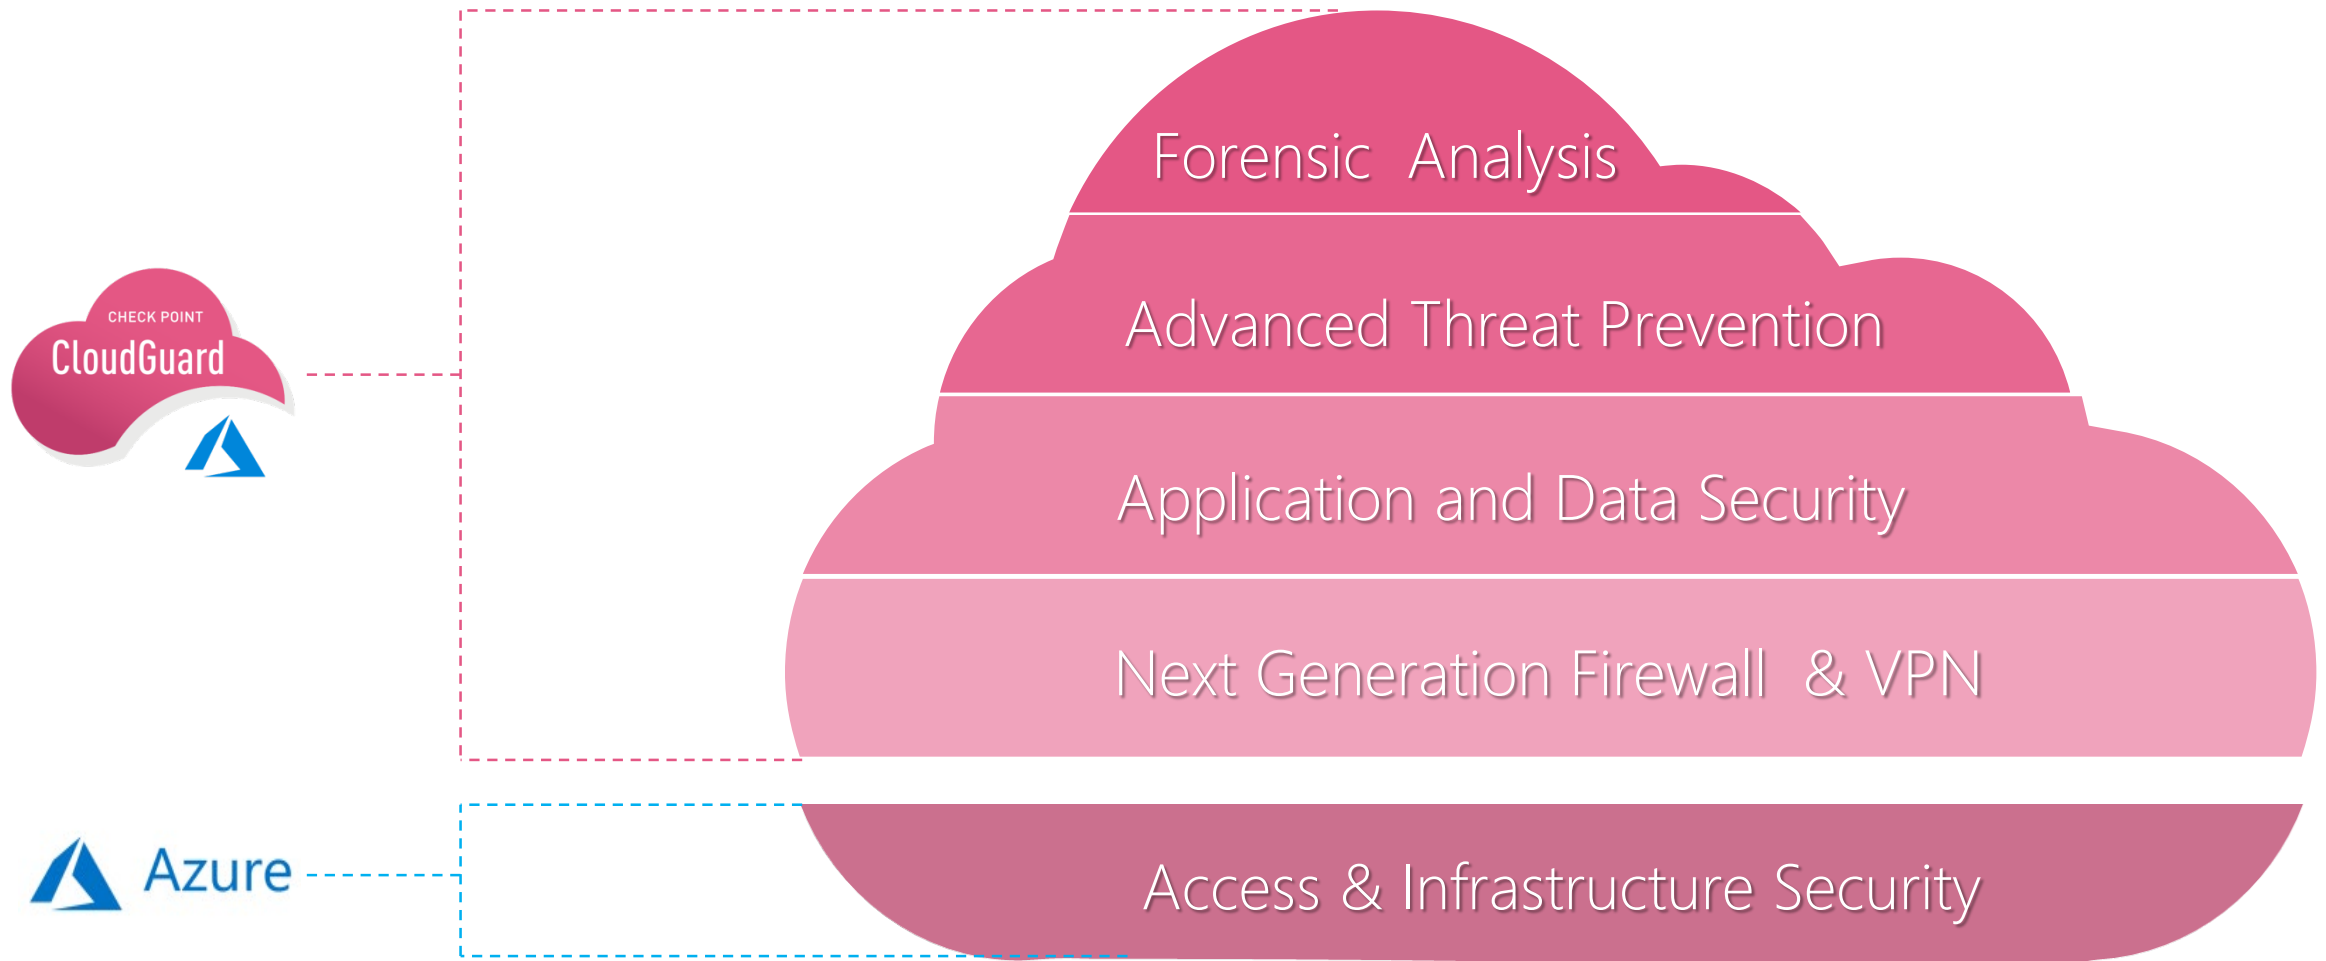 Forensic  Analysis
Advanced Threat Prevention
CHECK POINT
CloudGuard
Application and Data Security
Next Generation Firewall  & VPN
Azure
Access & Infrastructure Security